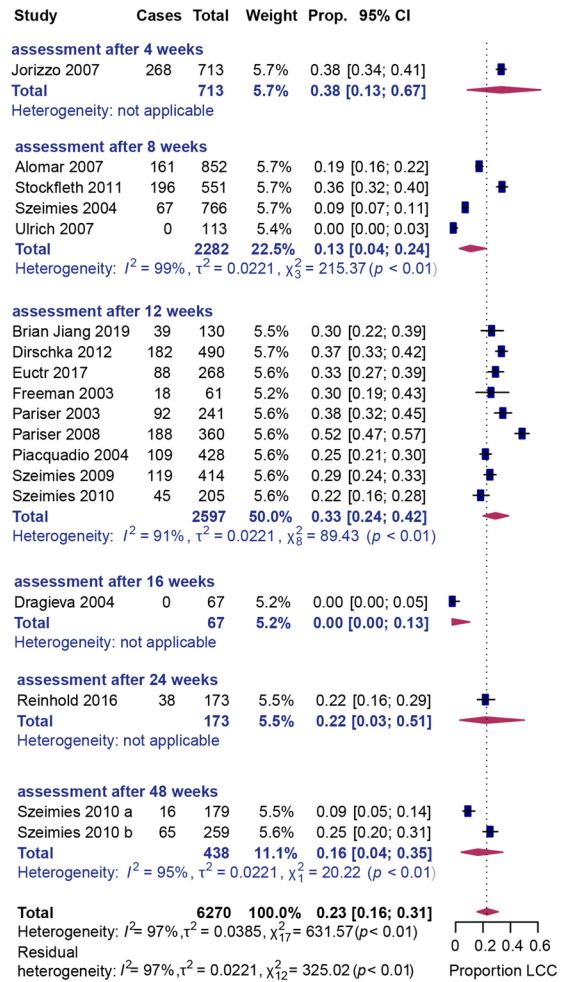 Study Cases Total Weight Prop. 95% CI
assessment after 4 weeks
Jorizzo 2007 268 713 5.7% 0.38 [0.34; 0.41]
Total 713 5.7% 0.38 [0.13; 0.67]
Heterogeneity: not applicable
assessment after 8 weeks
Alomar 2007 161 852 5.7% 0.19 [0.16; 0.22]
Stockfleth 2011 196 551 5.7% 0.36 [0.32; 0.40]
Szeimies 2004 67 766 5.7% 0.09 [0.07; 0.11]
Ulrich 2007 0 113 5.4% 0.00 [0.00; 0.03]
Total 2282 22.5% 0.13 [0.04; 0.24]
Heterogeneity: I² = 99%, τ² = 0.0221, χ²₃ = 215.37 (p < 0.01)
assessment after 12 weeks
Brian Jiang 2019 39 130 5.5% 0.30 [0.22; 0.39]
Dirschka 2012 182 490 5.7% 0.37 [0.33; 0.42]
Euctr 2017 88 268 5.6% 0.33 [0.27; 0.39]
Freeman 2003 18 61 5.2% 0.30 [0.19; 0.43]
Pariser 2003 92 241 5.6% 0.38 [0.32; 0.45]
Pariser 2008 188 360 5.6% 0.52 [0.47; 0.57]
Piacquadio 2004 109 428 5.6% 0.25 [0.21; 0.30]
Szeimies 2009 119 414 5.6% 0.29 [0.24; 0.33]
Szeimies 2010 45 205 5.6% 0.22 [0.16; 0.28]
Total 2597 50.0% 0.33 [0.24; 0.42]
Heterogeneity: I² = 91%, τ² = 0.0221, χ²₈ = 89.43 (p < 0.01)
assessment after 16 weeks
Dragieva 2004 0 67 5.2% 0.00 [0.00; 0.05]
Total 67 5.2% 0.00 [0.00; 0.13]
Heterogeneity: not applicable
assessment after 24 weeks
Reinhold 2016 38 173 5.5% 0.22 [0.16; 0.29]
Total 173 5.5% 0.22 [0.03; 0.51]
Heterogeneity: not applicable
assessment after 48 weeks
Szeimies 2010 a 16 179 5.5% 0.09 [0.05; 0.14]
Szeimies 2010 b 65 259 5.6% 0.25 [0.20; 0.31]
Total 438 11.1% 0.16 [0.04; 0.35]
Heterogeneity: I² = 95%, τ² = 0.0221, χ²₁ = 20.22 (p < 0.01)
Total 6270 100.0% 0.23 [0.16; 0.31]
Heterogeneity: I²= 97%,τ² = 0.0385, χ²₁₇ = 631.57(p< 0.01)
Residual
heterogeneity: I²= 97%,τ² = 0.0221, χ²₁₂ = 325.02 (p< 0.01)
0 0.2 0.4 0.6
Proportion LCC